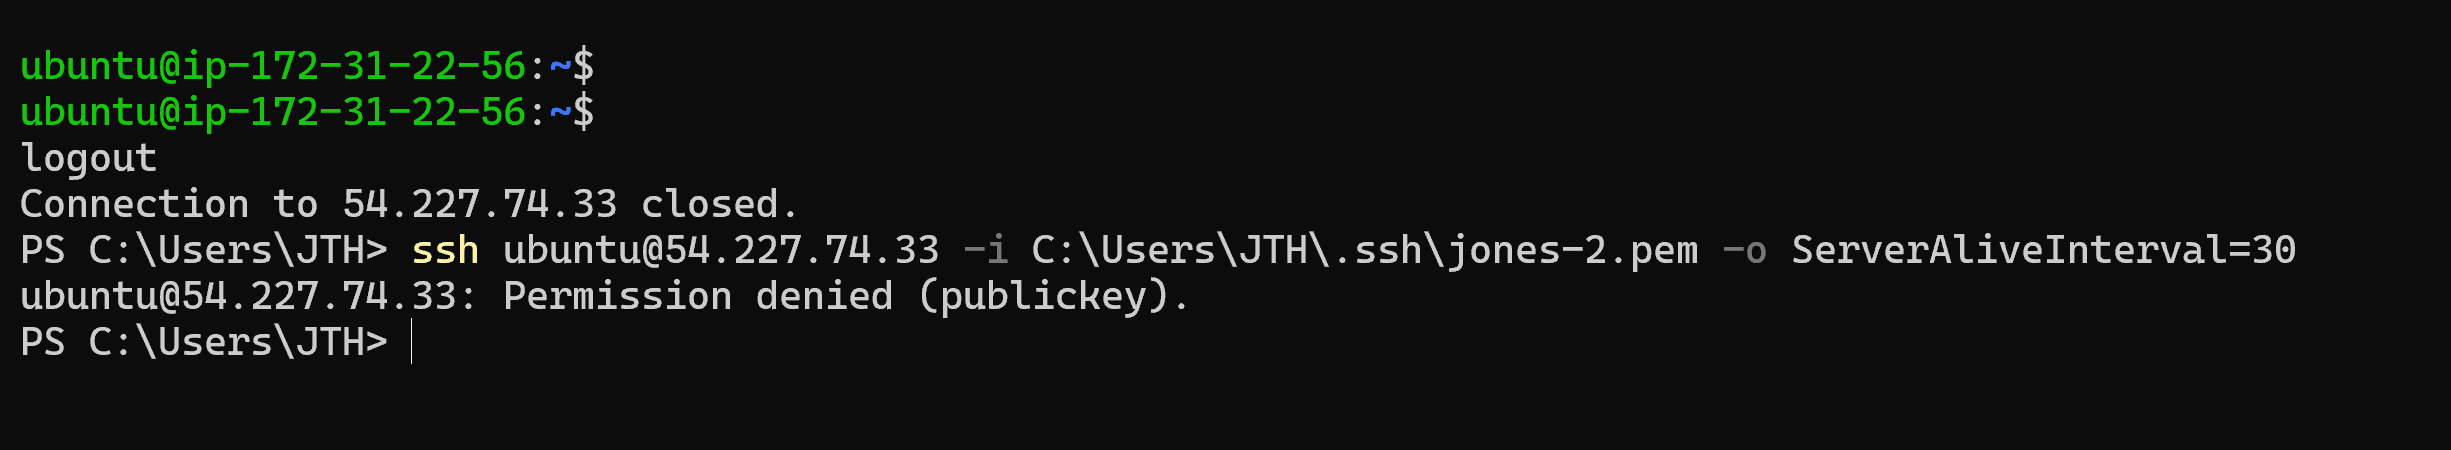 ubuntu@ip-172-31-22-56:~$
ubuntu@ip-172-31-22-56:~$
logout
Connection to 54.227.74.33 closed.
PS C:\Users\JTH> ssh ubuntu@54.227.74.33 -i C:\Users\JTH\.ssh\jones-2.pem -o ServerAliveInterval=30
ubuntu@54.227.74.33: Permission denied (publickey).
PS C:\Users\JTH>